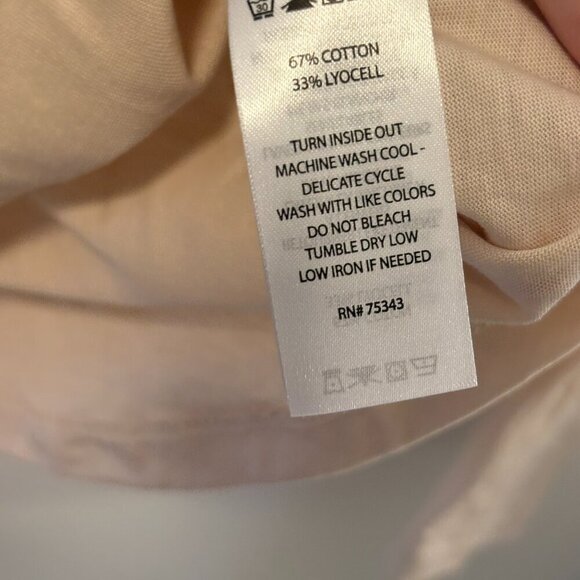 30
67% COTTON
33% LYOCELL
TURN INSIDE OUT
MACHINE WASH COOL -
DELICATE CYCLE
WASH WITH LIKE COLORS
DO NOT BLEACH
TUMBLE DRY LOW
LOW IRON IF NEEDED
RN# 75343